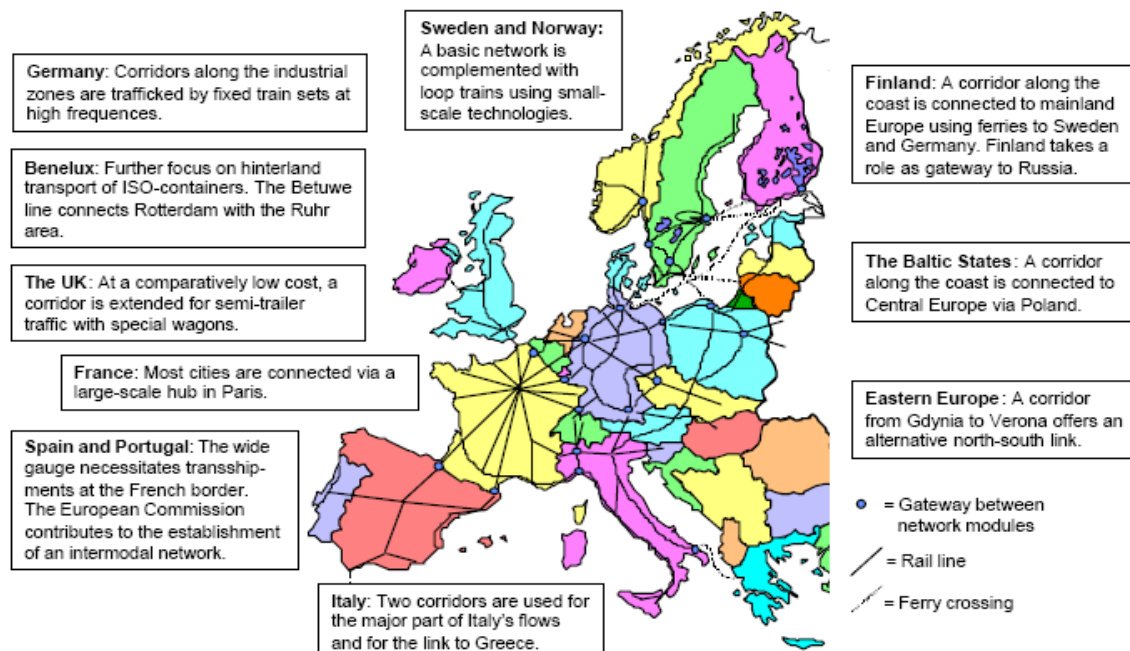 Sweden and Norway:
A basic network is
complemented with
loop trains using small-
scale technologies.
Germany: Corridors along the industrial
zones are trafficked by fixed train sets at
high frequences.
Benelux: Further focus on hinterland
transport of ISO-containers. The Betuwe
line connects Rotterdam with the Ruhr
area.
The UK: At a comparatively low cost, a
corridor is extended for semi-trailer
traffic with special wagons.
France: Most cities are connected via a
large-scale hub in Paris.
Spain and Portugal: The wide
gauge necessitates transship-
ments at the French border.
The European Commission
contributes to the establishment
of an intermodal network.
Italy: Two corridors are used for
the major part of Italy's flows
and for the link to Greece.
Finland: A corridor along the
coast is connected to mainland
Europe using ferries to Sweden
and Germany. Finland takes a
role as gateway to Russia.
The Baltic States: A corridor
along the coast is connected to
Central Europe via Poland.
Eastern Europe: A corridor
from Gdynia to Verona offers an
alternative north-south link.
= Gateway between
network modules
= Rail line
= Ferry crossing